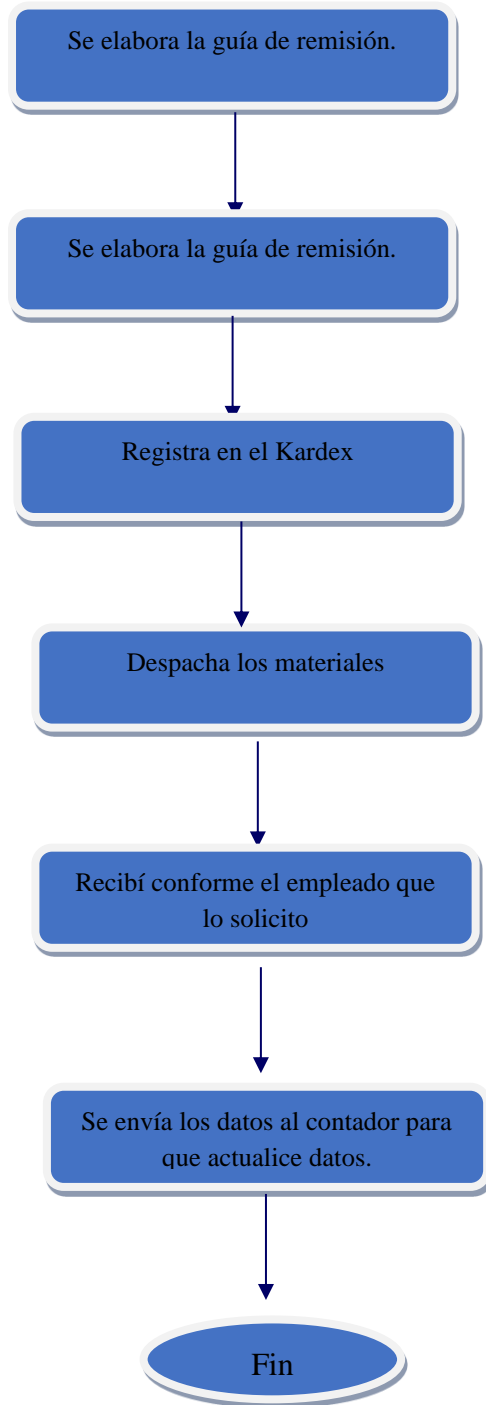 Se elabora la guía de remisión.
Se elabora la guía de remisión.
Registra en el Kardex
Despacha los materiales
Recibí conforme el empleado que
lo solicito
Se envía los datos al contador para
que actualice datos.
Fin